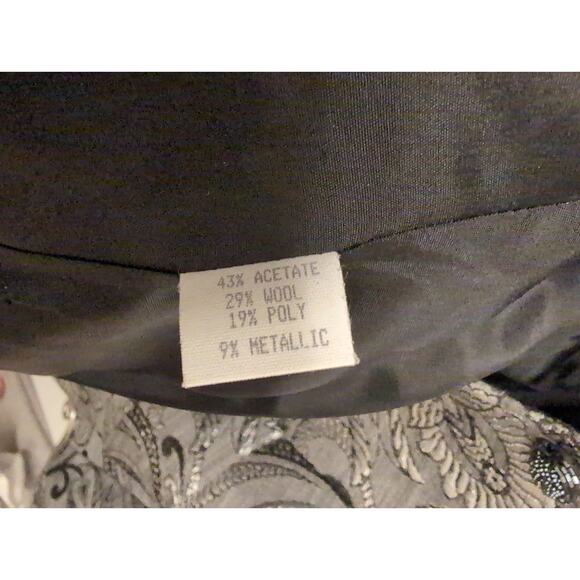 43% ACETATE
29% WOOL
19% POLY
9% METALLIC